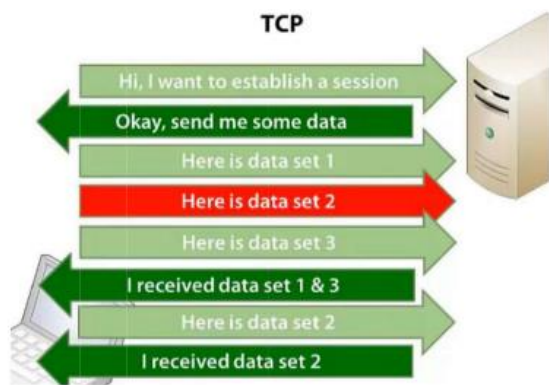 TCP
Hi, I want to establish a session
Okay, send me some data
Here is data set 1
Here is data set 2
Here is data set 3
I received data set 1 & 3
Here is data set 2
I received data set 2